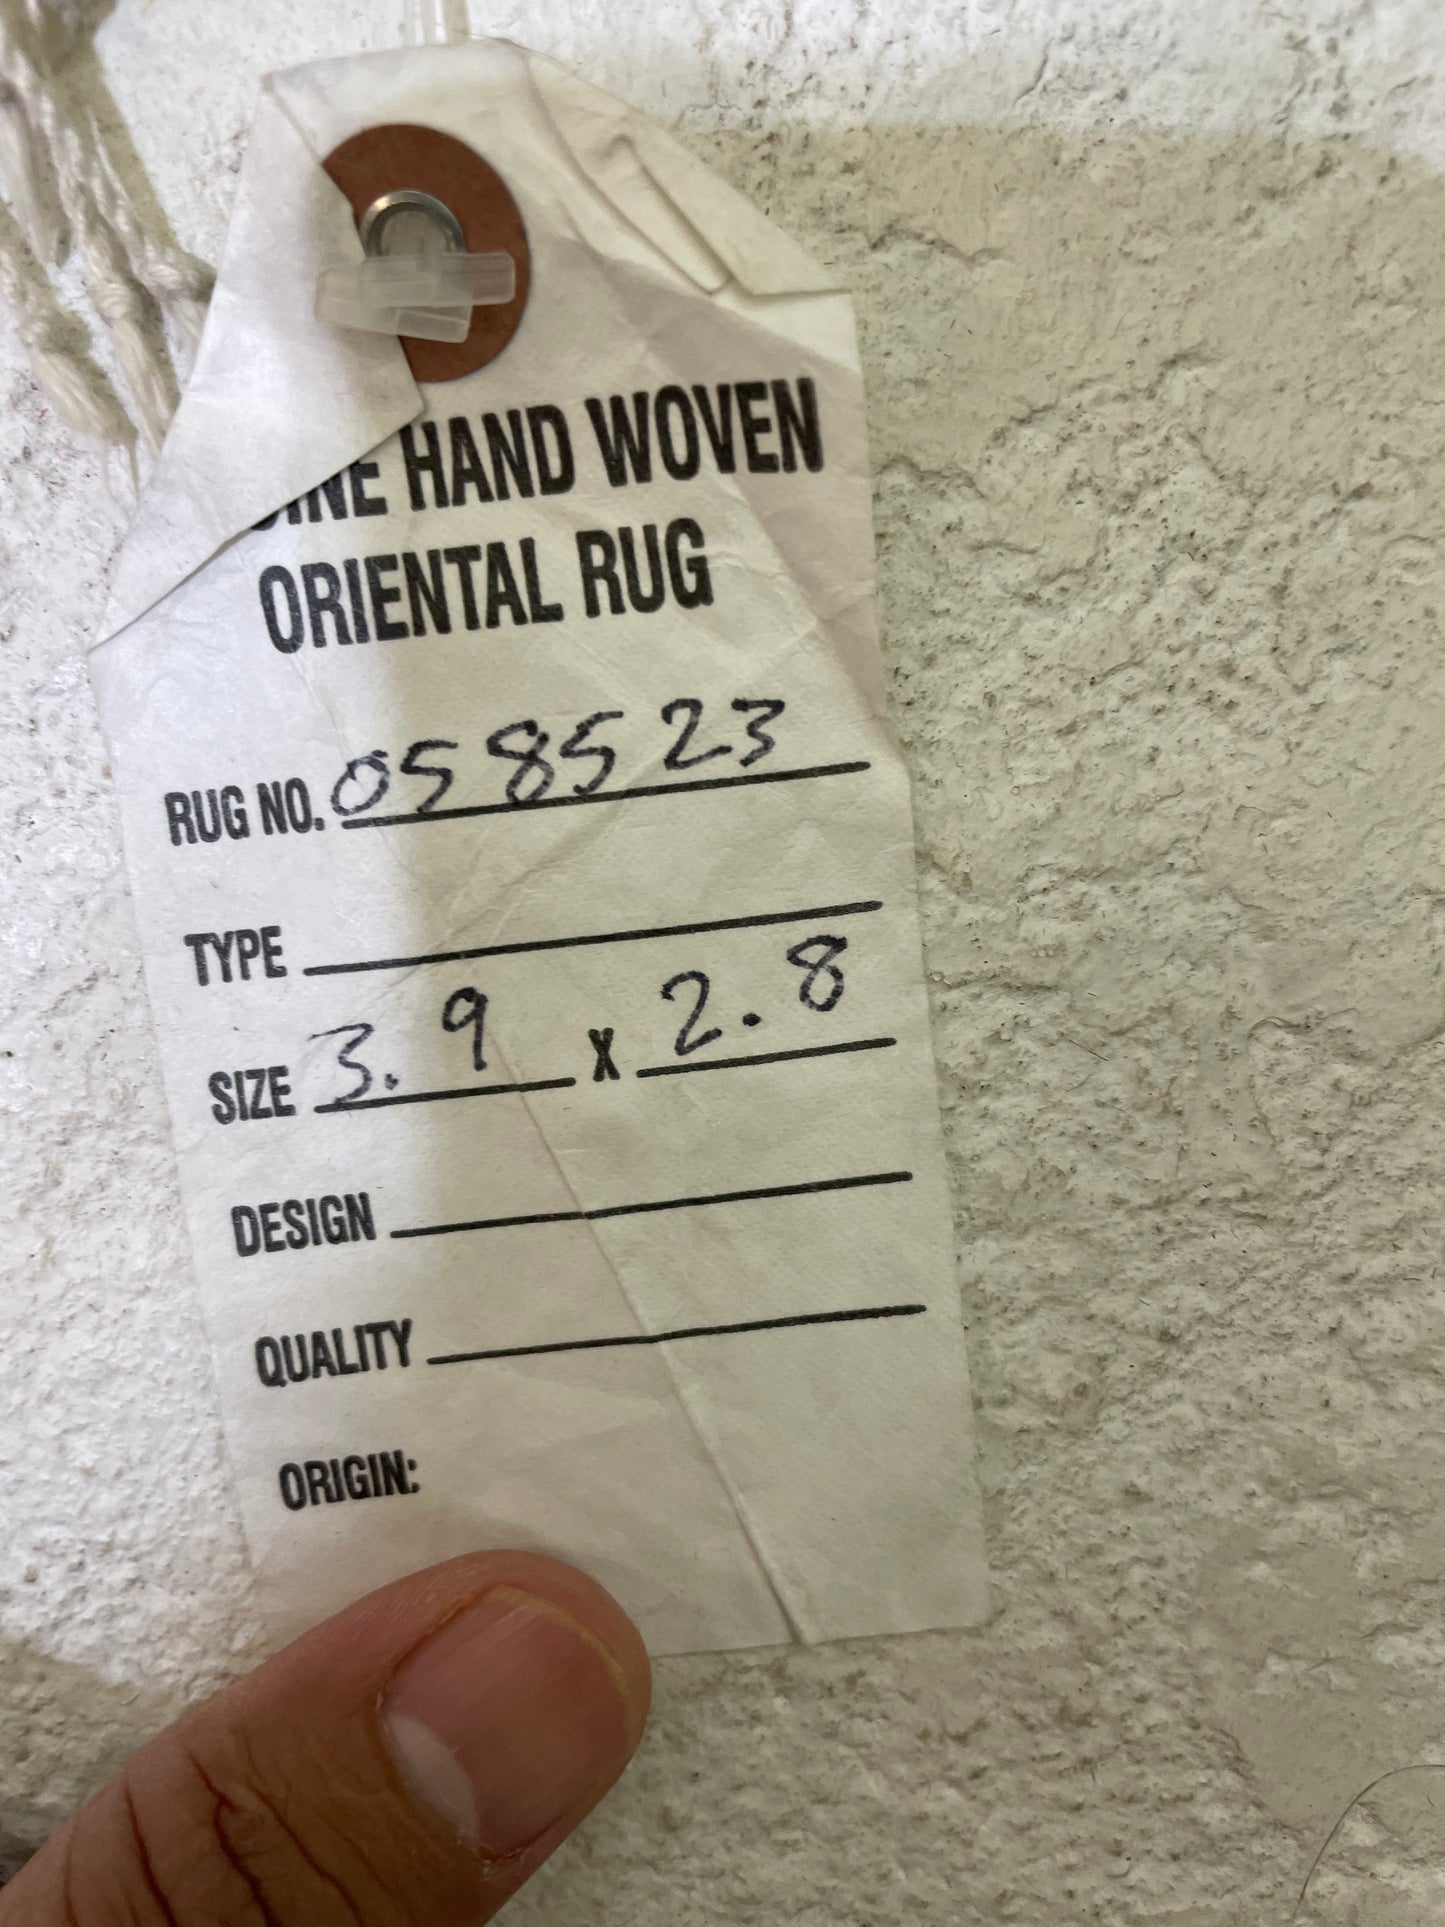 HAND WOVEN
ORIENTAL RUG
RUG NO. 058523
TYPE
SIZE 3.9 X 2.8
DESIGN
QUALITY
ORIGIN: